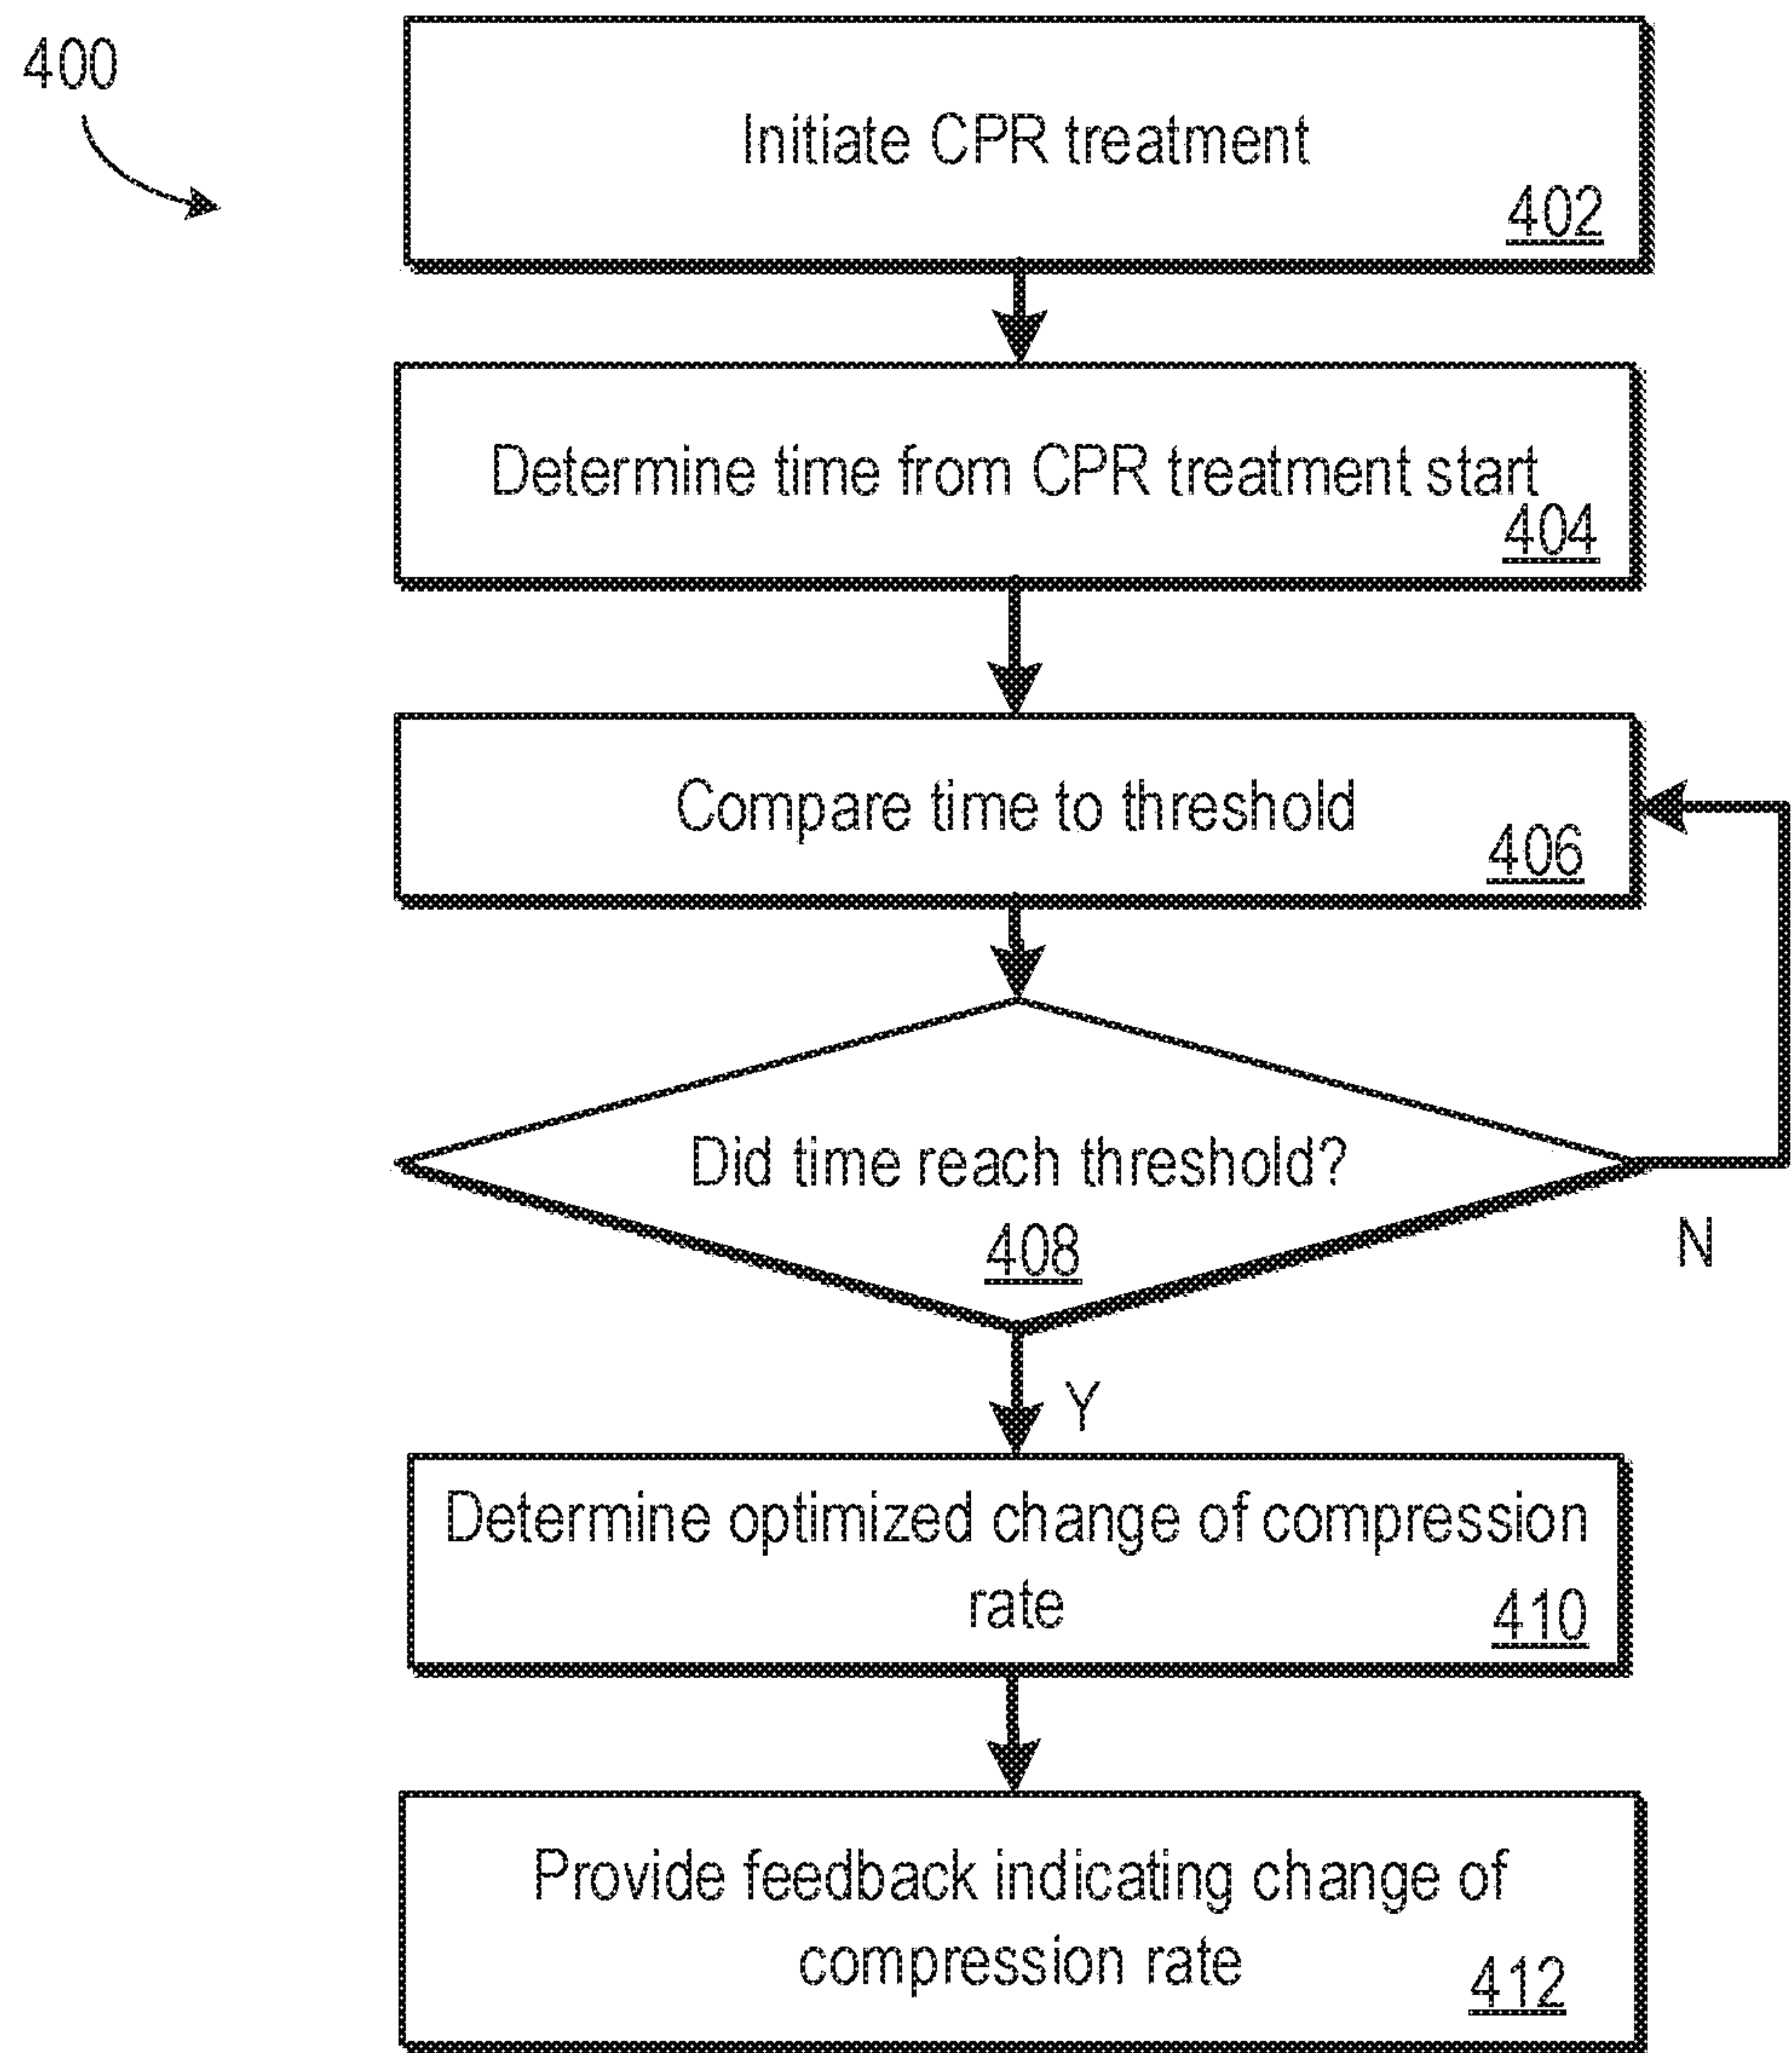 400
Initiate CPR treatment
402
Determine time from CPR treatment start
404
Compare time to threshold
406
Did time reach threshold?
408
N
Y
Determine optimized change of compression
rate
410
Provide feedback indicating change of
compression rate
412